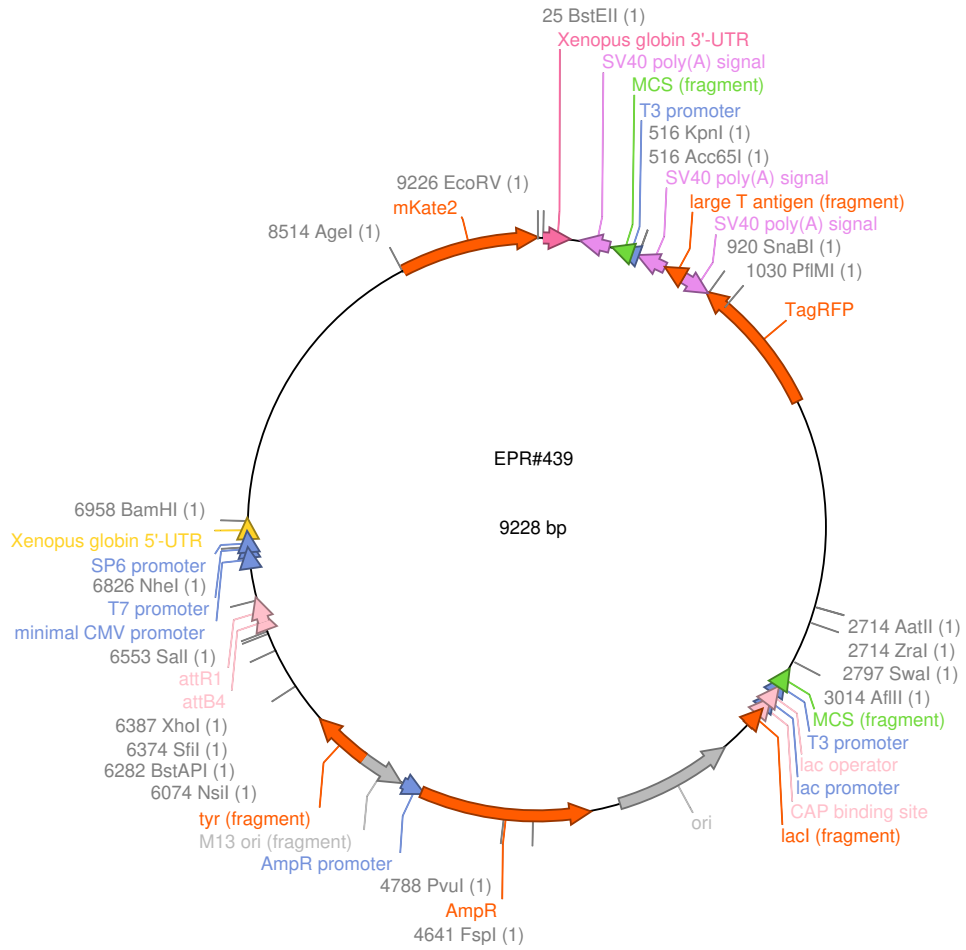 25 BstEII (1)
Xenopus globin 3'-UTR
SV40 poly(A) signal
MCS (fragment)
T3 promoter
516 KpnI (1)
516 Acc65I (1)
SV40 poly(A) signal
large T antigen (fragment)
SV40 poly(A) signal
920 SnaBI (1)
1030 PflMI (1)
TagRFP
9226 EcoRV (1)
mKate2
8514 AgeI (1)
EPR#439
9228 bp
6958 BamHI (1)
Xenopus globin 5'-UTR
SP6 promoter
6826 NheI (1)
T7 promoter
minimal CMV promoter
6553 SalI (1)
attR1
attB4
6387 XhoI (1)
6374 SfiI (1)
6282 BstAPI (1)
6074 NsiI (1)
tyr (fragment)
M13 ori (fragment)
AmpR promoter
4788 PvuI (1)
AmpR
4641 FspI (1)
2714 AatII (1)
2714 ZraI (1)
2797 SwaI (1)
3014 AflIII (1)
MCS (fragment)
T3 promoter
lac operator
lac promoter
CAP binding site
lacI (fragment)
ori